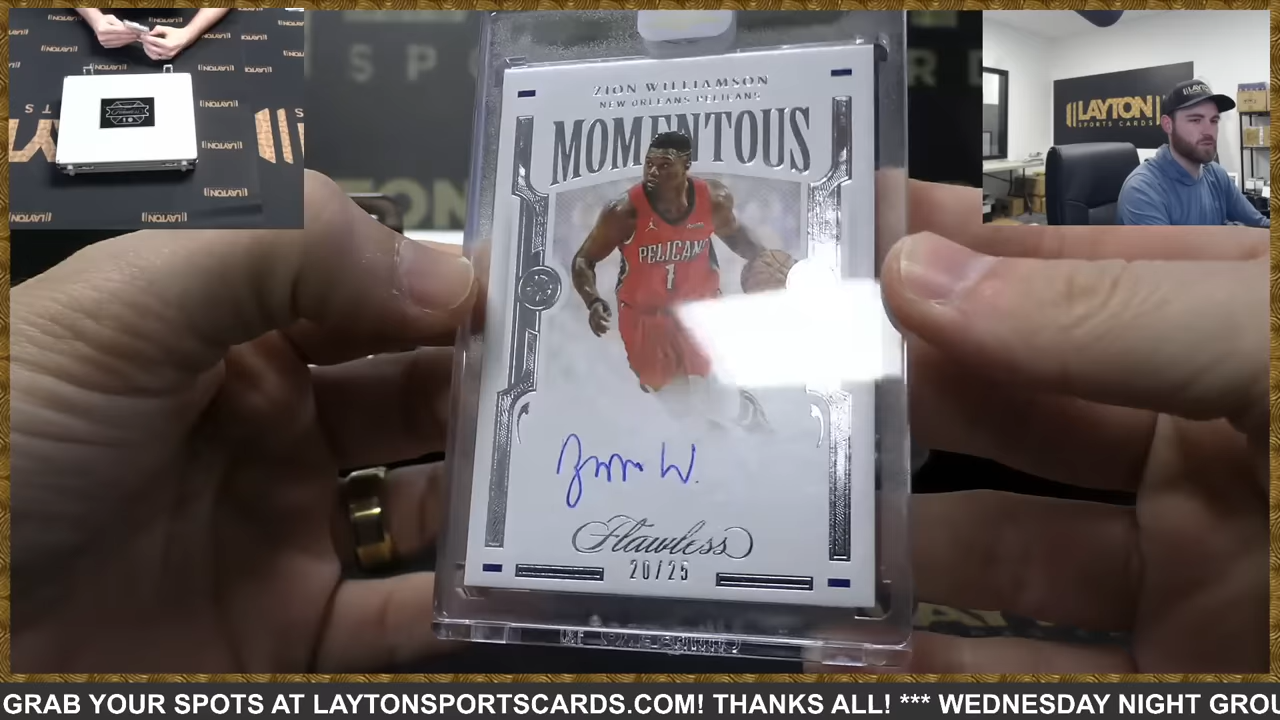 ZION WILLIAMSON
NEW ORLEANS PELICANS
MOMENTOUS
PELICANS
1
Zion W.
Flawless
20/25
LAYTON
SPORTS CARDS
GRAB YOUR SPOTS AT LAYTONSPORTSCARDS.COM! THANKS ALL! *** WEDNESDAY NIGHT GROU